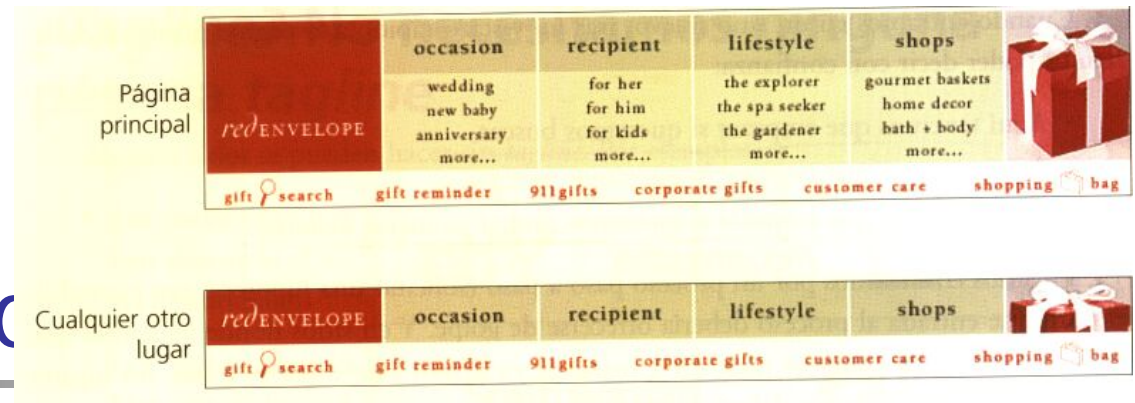 Página principal
redENVELOPE
occasion recipient lifestyle shops
wedding for her the explorer gourmet baskets
new baby for him the spa seeker home decor
anniversary for kids the gardener bath + body
more... more... more... more...
gift search gift reminder 911gifts corporate gifts customer care shopping bag
Cualquier otro lugar
redENVELOPE occasion recipient lifestyle shops
gift search gift reminder 911gifts corporate gifts customer care shopping bag